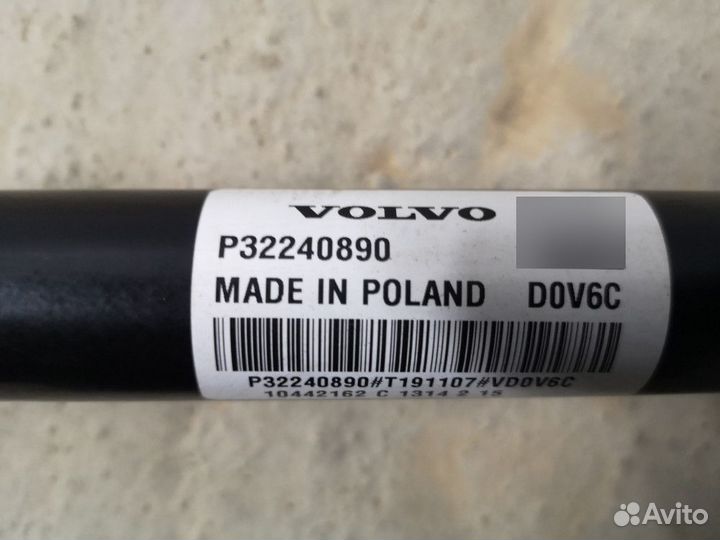 VOLVO
P32240890
MADE IN POLAND D0V6C
P32240890#T191107#VD0V6C
10442162 C 1314 2 15
Avito